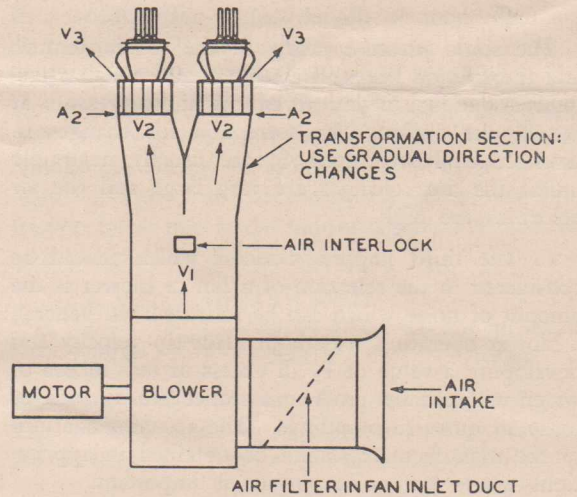 V3
V3
A2
V2
V2
A2
TRANSFORMATION SECTION:
USE GRADUAL DIRECTION
CHANGES
AIR INTERLOCK
V1
MOTOR
BLOWER
AIR
INTAKE
AIR FILTER IN FAN INLET DUCT